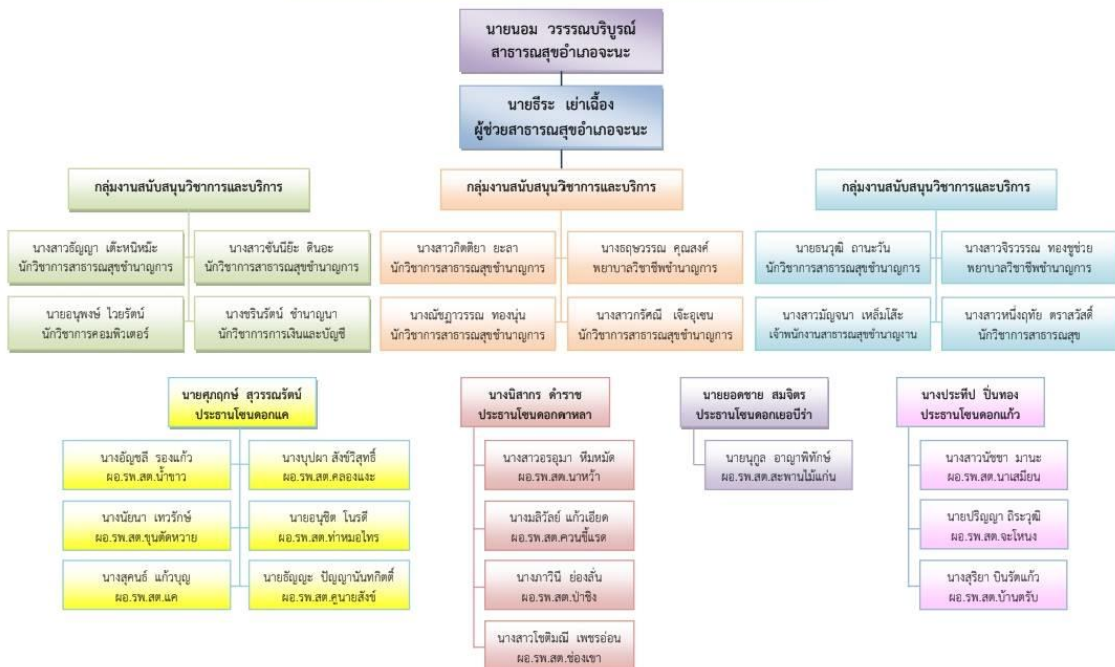 นายนอม วรรรณบริบูรณ์
สาธารณสุขอำเภอจะนะ
นายธีระ เย่าเฉื้อง
ผู้ช่วยสาธารณสุขอำเภอจะนะ
กลุ่มงานสนับสนุนวิชาการและบริการ
กลุ่มงานสนับสนุนวิชาการและบริการ
กลุ่มงานสนับสนุนวิชาการและบริการ
นางสาวธัญญา เต๊ะหนิหม๊ะ
นักวิชาการสาธารณสุขชำนาญการ
นางสาวซันนีย๊ะ ดินอะ
นักวิชาการสาธารณสุขชำนาญการ
นางสาวกิตติยา ยะลา
นักวิชาการสาธารณสุขชำนาญการ
นางธฤษวรรณ คุณสงค์
พยาบาลวิชาชีพชำนาญการ
นายธนวุฒิ ถานะวัน
นักวิชาการสาธารณสุขชำนาญการ
นางสาวจิรวรรณ ทองชูช่วย
พยาบาลวิชาชีพชำนาญการ
นายอนุพงษ์ ไวยรัตน์
นักวิชาการคอมพิวเตอร์
นางชรินรัตน์ ชำนาญนา
นักวิชาการการเงินและบัญชี
นางณัชฎาวรรณ ทองนุ่น
นักวิชาการสาธารณสุขชำนาญการ
นางสาวกรัศณี เจ๊ะอุเซน
นักวิชาการสาธารณสุขชำนาญการ
นางสาวมัญจนา เหล็มโส๊ะ
เจ้าพนักงานสาธารณสุขชำนาญงาน
นางสาวหนึ่งฤทัย ตราสวัสดิ์
นักวิชาการสาธารณสุข
นายศุภฤกษ์ สุวรรณรัตน์
ประธานโซนดอกแค
นางนิสากร ดำราช
ประธานโซนดอกดาหลา
นายยอดชาย สมจิตร
ประธานโซนดอกเยอบีร่า
นางประทีป ปิ่นทอง
ประธานโซนดอกแก้ว
นางอัญชลี รองแก้ว
ผอ.รพ.สต.น้ำขาว
นางบุปผา สังข์วิสุทธิ์
ผอ.รพ.สต.คลองแงะ
นางสาวอรอุมา หีมหมัด
ผอ.รพ.สต.นาหว้า
นายนุกูล อาญาพิทักษ์
ผอ.รพ.สต.สะพานไม้แก่น
นางสาวนัชชา มานะ
ผอ.รพ.สต.นาเสมียน
นางนัยนา เทวรักษ์
ผอ.รพ.สต.ขุนตัดหวาย
นายอนุชิต โนรดี
ผอ.รพ.สต.ท่าหมอไทร
นางมลิวัลย์ แก้วเอียด
ผอ.รพ.สต.ควนขี้แรด
นายปริญญา ถิระวุฒิ
ผอ.รพ.สต.จะโหนง
นางสุคนธ์ แก้วบุญ
ผอ.รพ.สต.แค
นายธัญญะ ปัญญานันทกิตติ์
ผอ.รพ.สต.คูนายสังข์
นางภาวินี ย่องลั่น
ผอ.รพ.สต.ป่าชิง
นางสุริยา บินรัตแก้ว
ผอ.รพ.สต.บ้านตรับ
นางสาวโชติมณี เพชรอ่อน
ผอ.รพ.สต.ช่องเขา